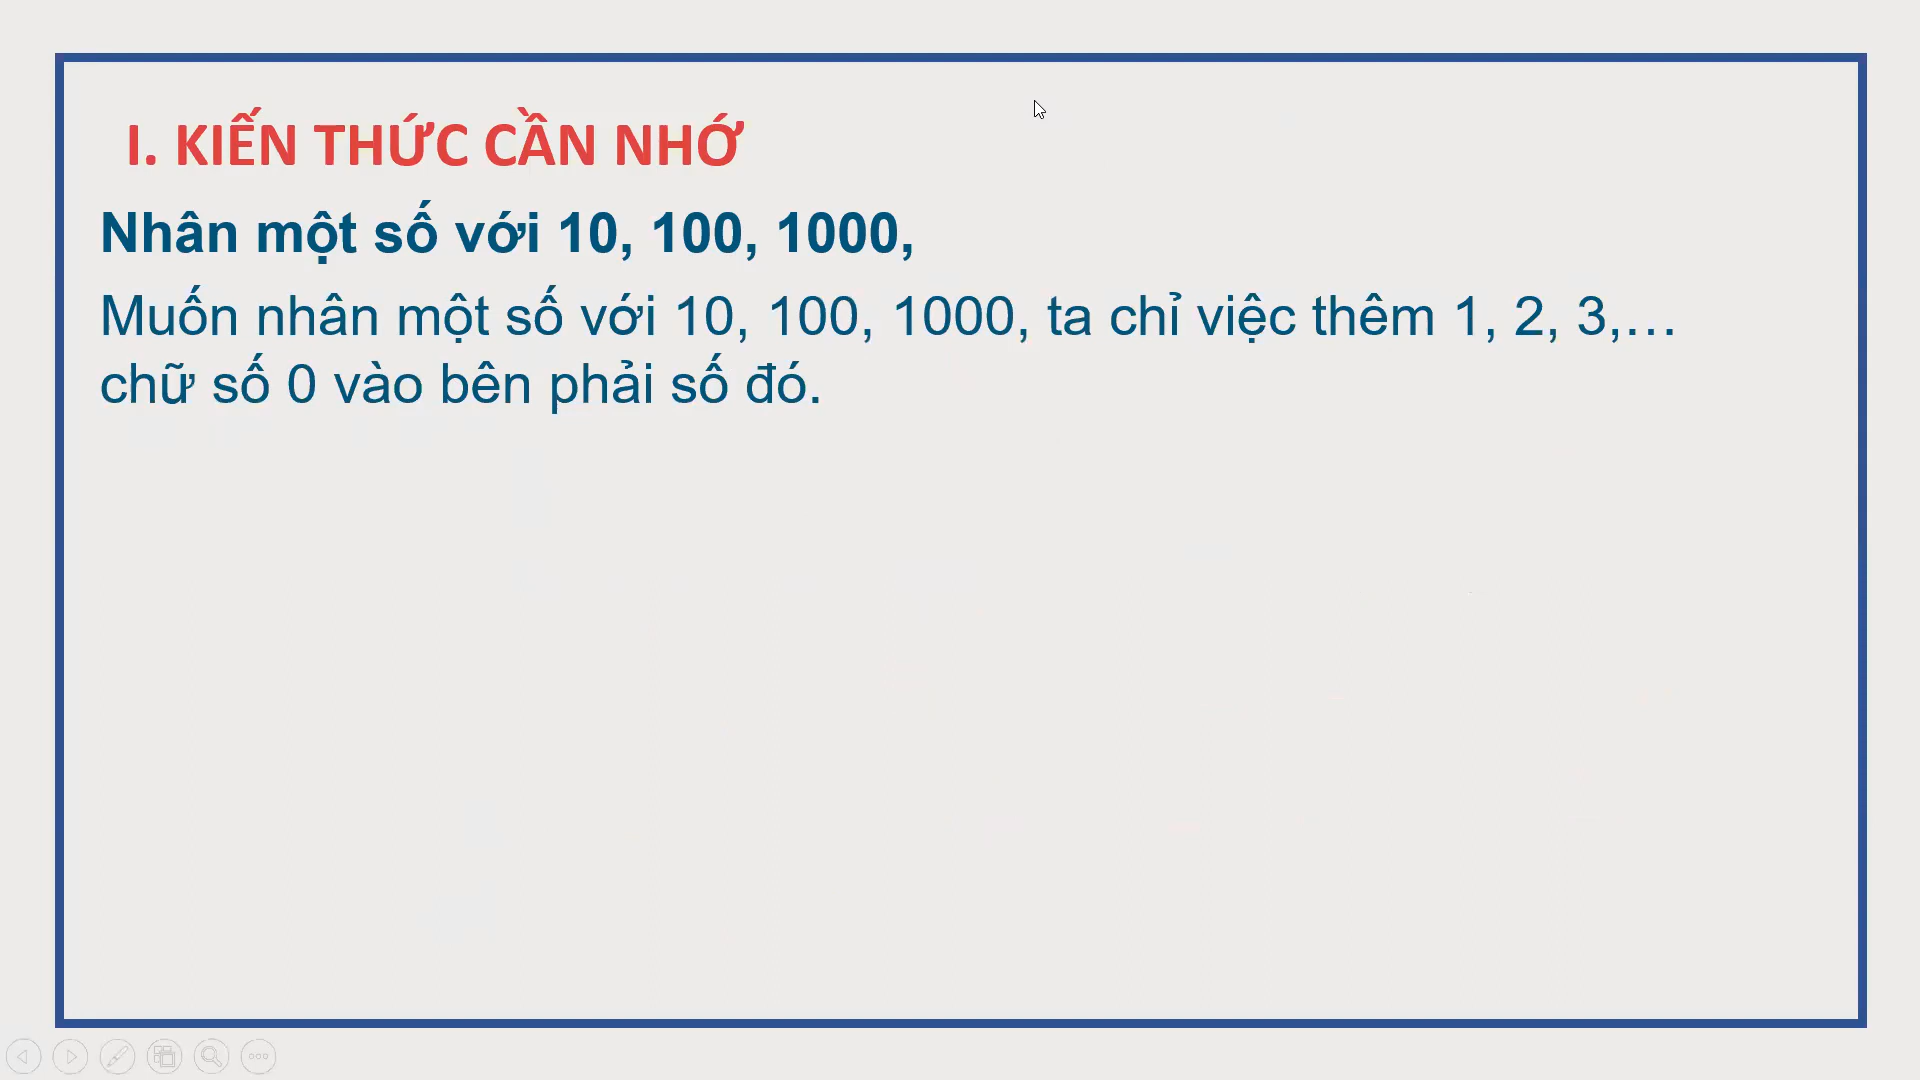 I. KIẾN THỨC CẦN NHỚ
Nhân một số với 10, 100, 1000,
Muốn nhân một số với 10, 100, 1000, ta chỉ việc thêm 1, 2, 3,…
chữ số 0 vào bên phải số đó.